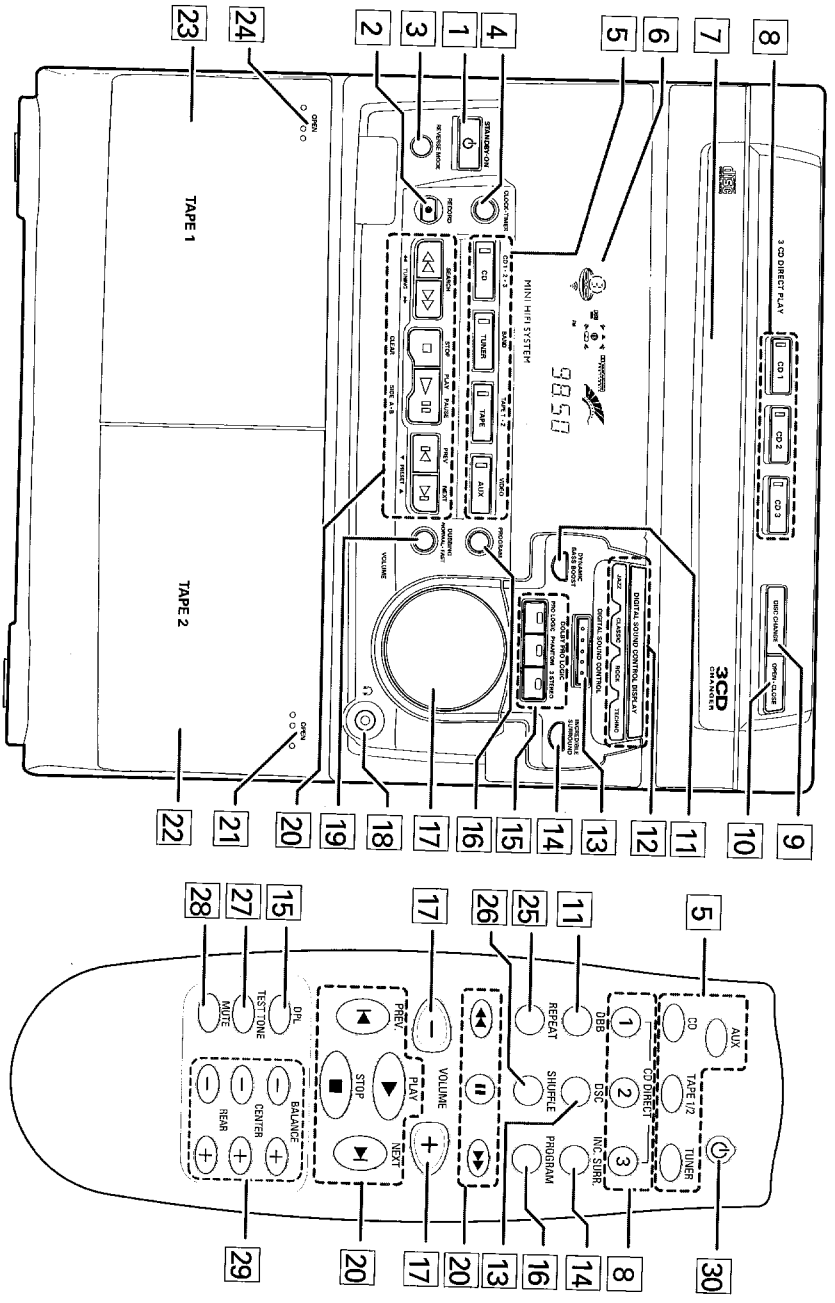 8
7
6
5
4
1
3
2
24
23
3 CD DIRECT PLAY
CD 1
CD 2
CD 3
DISC CHANGE
OPEN•CLOSE
disc
3CD
CHANGER
MINI HIFI SYSTEM
9850
DIGITAL SOUND CONTROL DISPLAY
JAZZ
CLASSIC
ROCK
TECHNO
DIGITAL SOUND CONTROL
DYNAMIC
BASS BOOST
INCREDIBLE
SURROUND
DOLBY PRO LOGIC
PRO LOGIC
PHANTOM
3 STEREO
STANDBY-ON
CLOCK•TIMER
CD 1•2•3
BAND
TAPE 1•2
VIDEO
CD
TUNER
TAPE
AUX
PROGRAM
REVERSE MODE
RECORD
SEARCH
STOP
PLAY
PAUSE
PREV
NEXT
TUNING
CLEAR
SIDE A•B
PRESET
DUBBING
NORMAL•FAST
VOLUME
OPEN
TAPE 1
OPEN
TAPE 2
9
10
11
12
13
14
15
16
17
18
19
20
21
22
5
30
AUX
CD
TAPE 1/2
TUNER
CD DIRECT
1
2
3
8
11
DBB
DSC
INC. SURR.
14
25
REPEAT
SHUFFLE
PROGRAM
26
13
16
20
17
VOLUME
17
PREV.
PLAY
NEXT
STOP
20
15
DPL
BALANCE
27
TEST TONE
CENTER
28
MUTE
REAR
29